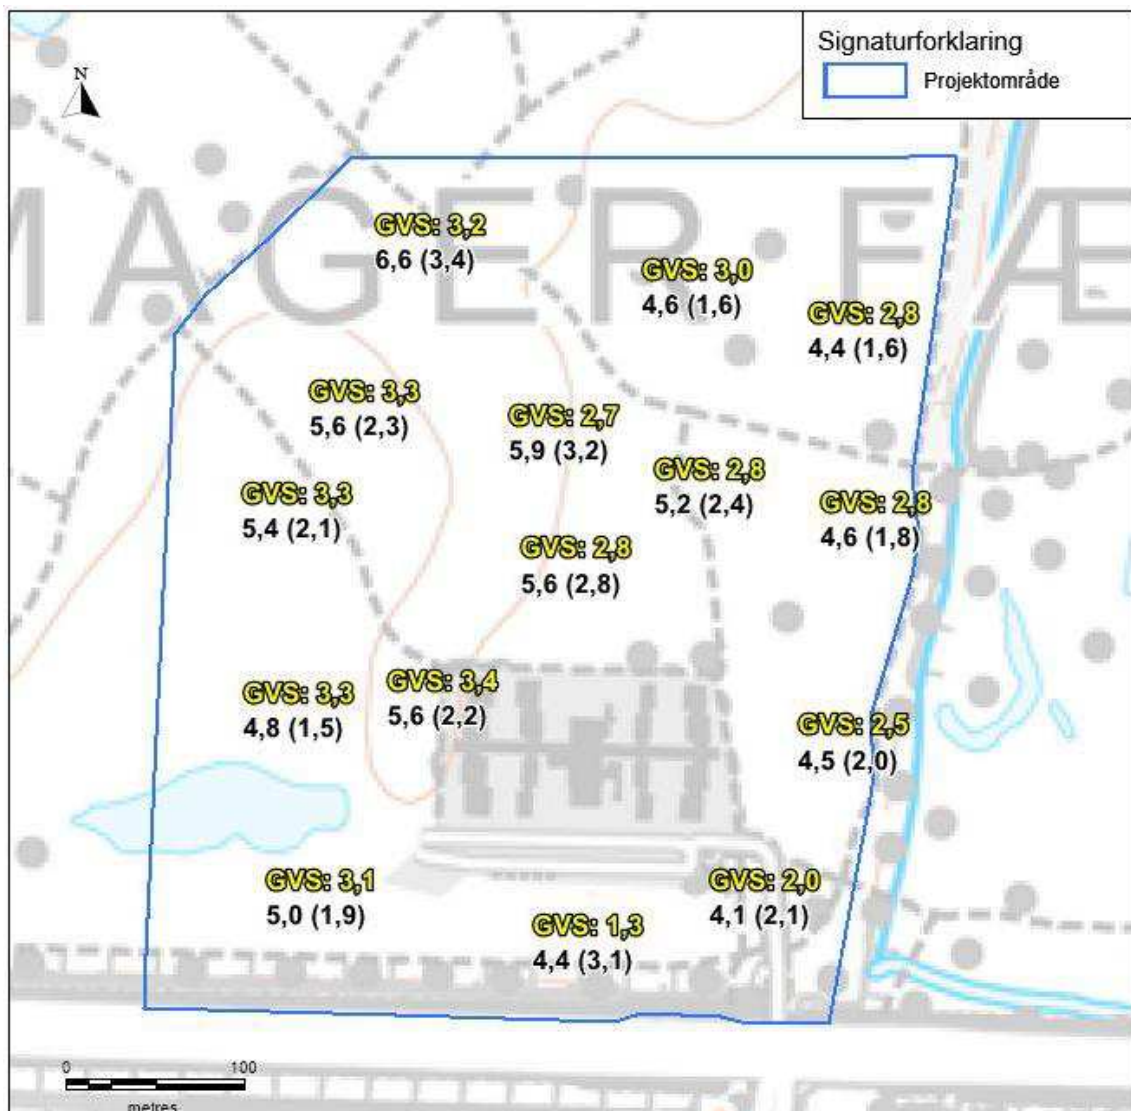 Signaturforklaring
Projektområde
N
MAGER FÆ
GVS: 3,2
6,6 (3,4)
GVS: 3,0
4,6 (1,6)
GVS: 2,8
4,4 (1,6)
GVS: 3,3
5,6 (2,3)
GVS: 2,7
5,9 (3,2)
GVS: 2,8
5,2 (2,4)
GVS: 3,3
5,4 (2,1)
GVS: 2,8
4,6 (1,8)
GVS: 2,8
5,6 (2,8)
GVS: 3,4
5,6 (2,2)
GVS: 3,3
4,8 (1,5)
GVS: 2,5
4,5 (2,0)
GVS: 3,1
5,0 (1,9)
GVS: 2,0
4,1 (2,1)
GVS: 1,3
4,4 (3,1)
0 100
metres